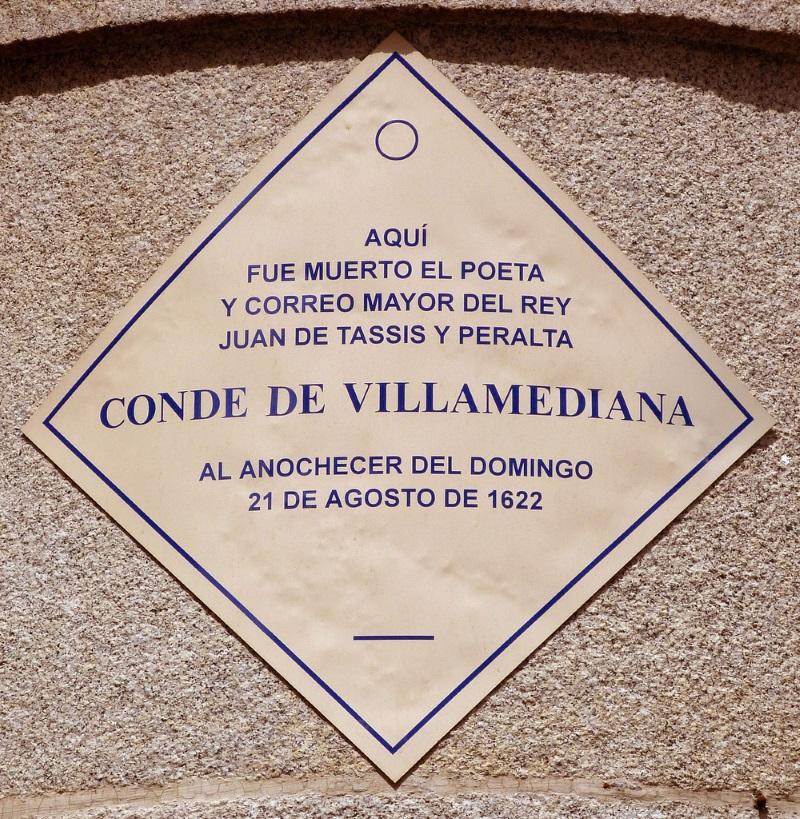 AQUÍ
FUE MUERTO EL POETA
Y CORREO MAYOR DEL REY
JUAN DE TASSIS Y PERALTA
CONDE DE VILLAMEDIANA
AL ANOCHECER DEL DOMINGO
21 DE AGOSTO DE 1622